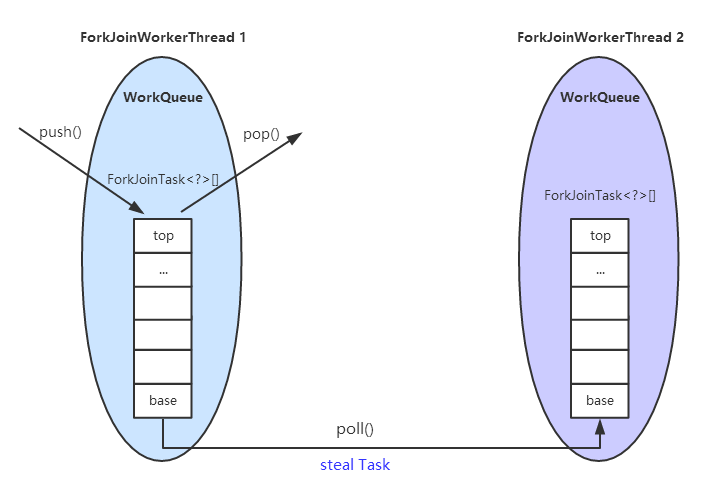 ForkJoinWorkerThread 1
WorkQueue
push()
pop()
ForkJoinTask<?>[]
top
...
base
ForkJoinWorkerThread 2
WorkQueue
ForkJoinTask<?>[]
top
...
base
poll()
steal Task